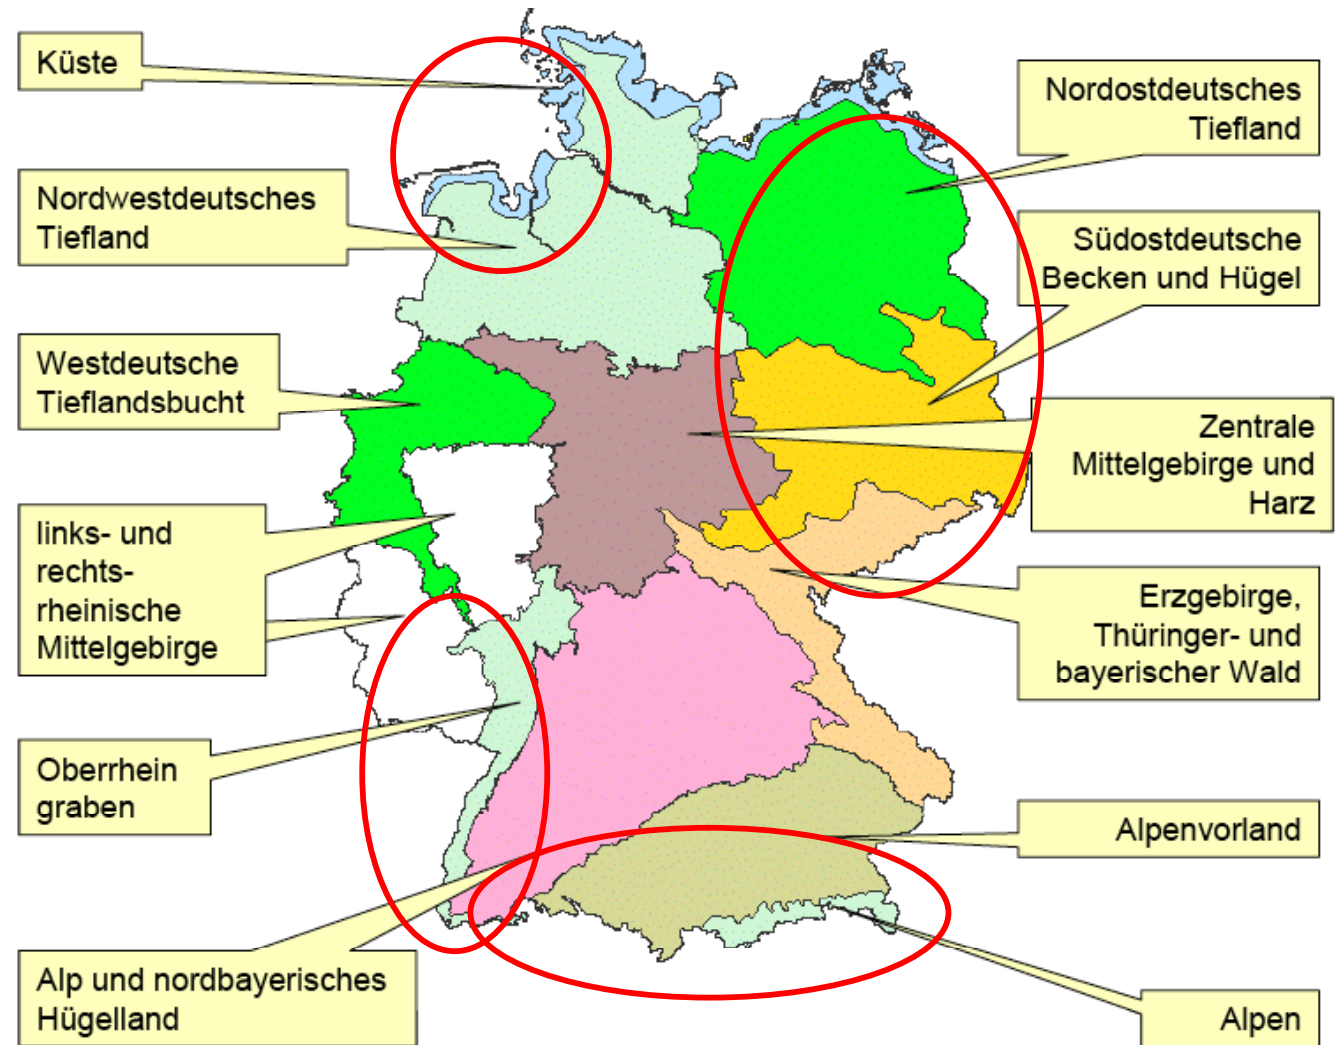 Küste
Nordwestdeutsches
Tiefland
Westdeutsche
Tieflandsbucht
links- und
rechts-
rheinische
Mittelgebirge
Oberrhein
graben
Alp und nordbayerisches
Hügelland
Nordostdeutsches
Tiefland
Südostdeutsche
Becken und Hügel
Zentrale
Mittelgebirge und
Harz
Erzgebirge,
Thüringer- und
bayerischer Wald
Alpenvorland
Alpen